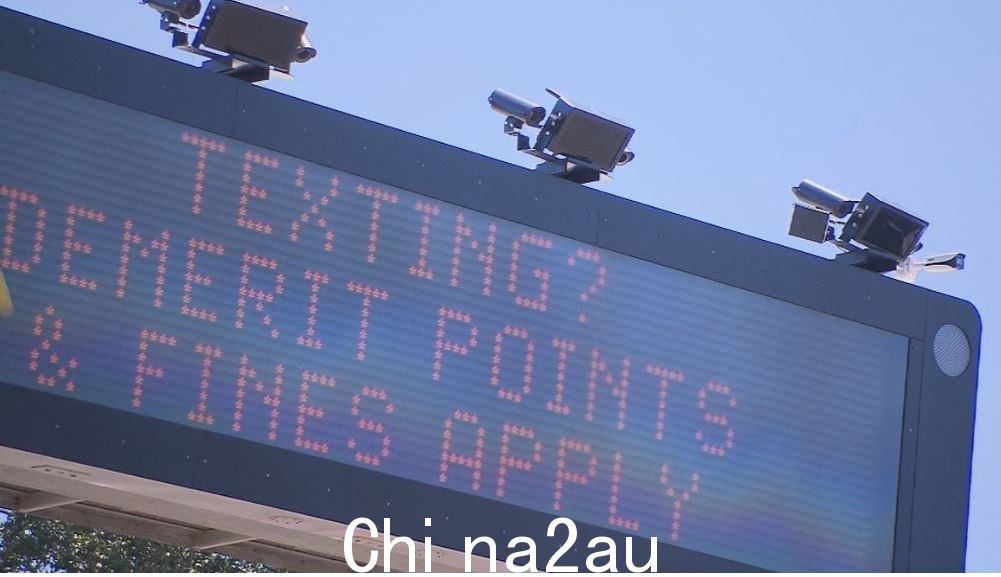 TEXTING?
DEMERIT POINTS
& FINES APPLY
Chi na2au